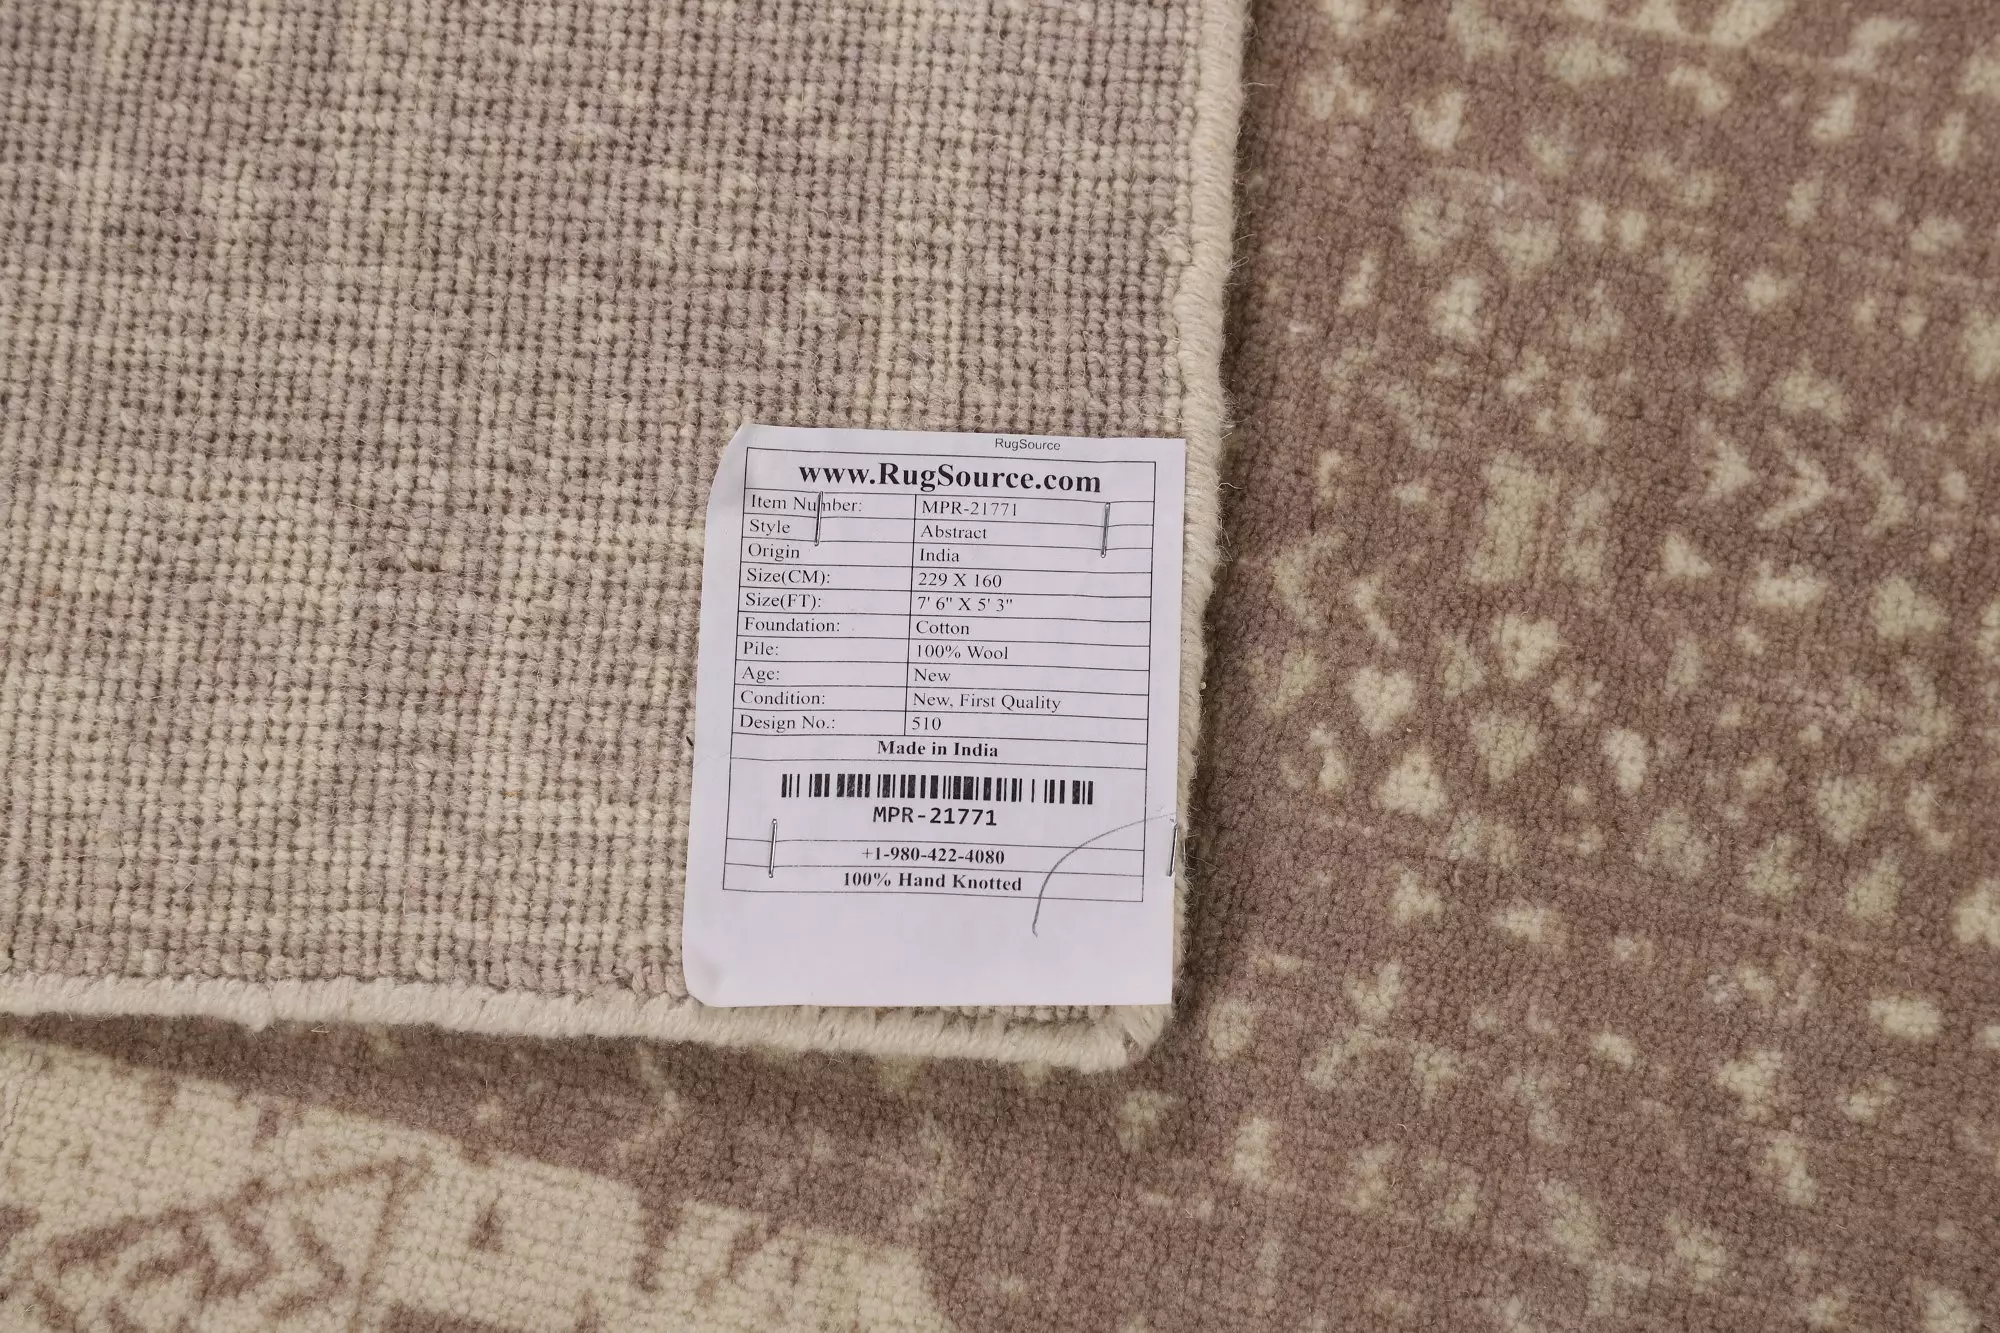 RugSource
www.RugSource.com
Item Number: MPR-21771
Style Abstract
Origin India
Size(CM): 229 X 160
Size(FT): 7' 6" X 5' 3"
Foundation: Cotton
Pile: 100% Wool
Age: New
Condition: New, First Quality
Design No.: 510
Made in India
MPR-21771
+1-980-422-4080
100% Hand Knotted